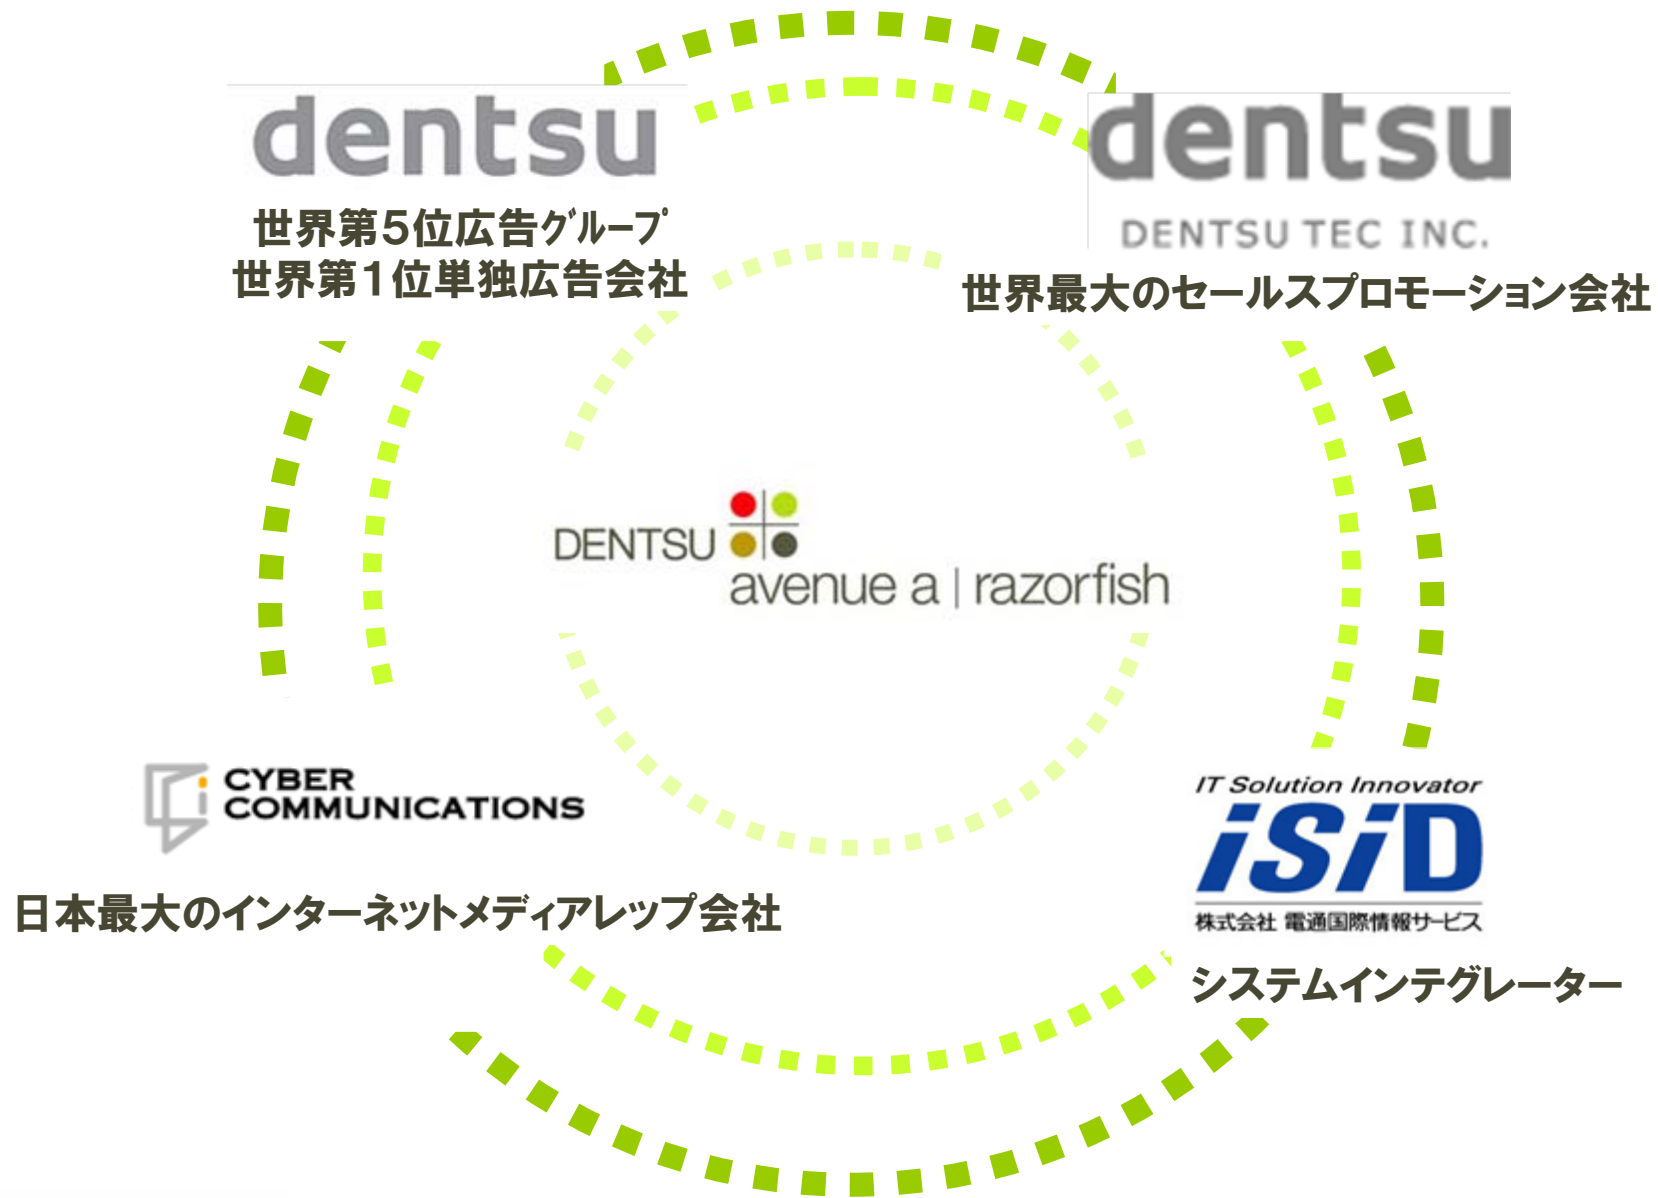 dentsu
世界第5位広告グループ
世界第1位単独広告会社
dentsu
DENTSU TEC INC.
世界最大のセールスプロモーション会社
DENTSU
avenue a | razorfish
CYBER
COMMUNICATIONS
日本最大のインターネットメディアレップ会社
IT Solution Innovator
iSiD
株式会社 電通国際情報サービス
システムインテグレーター